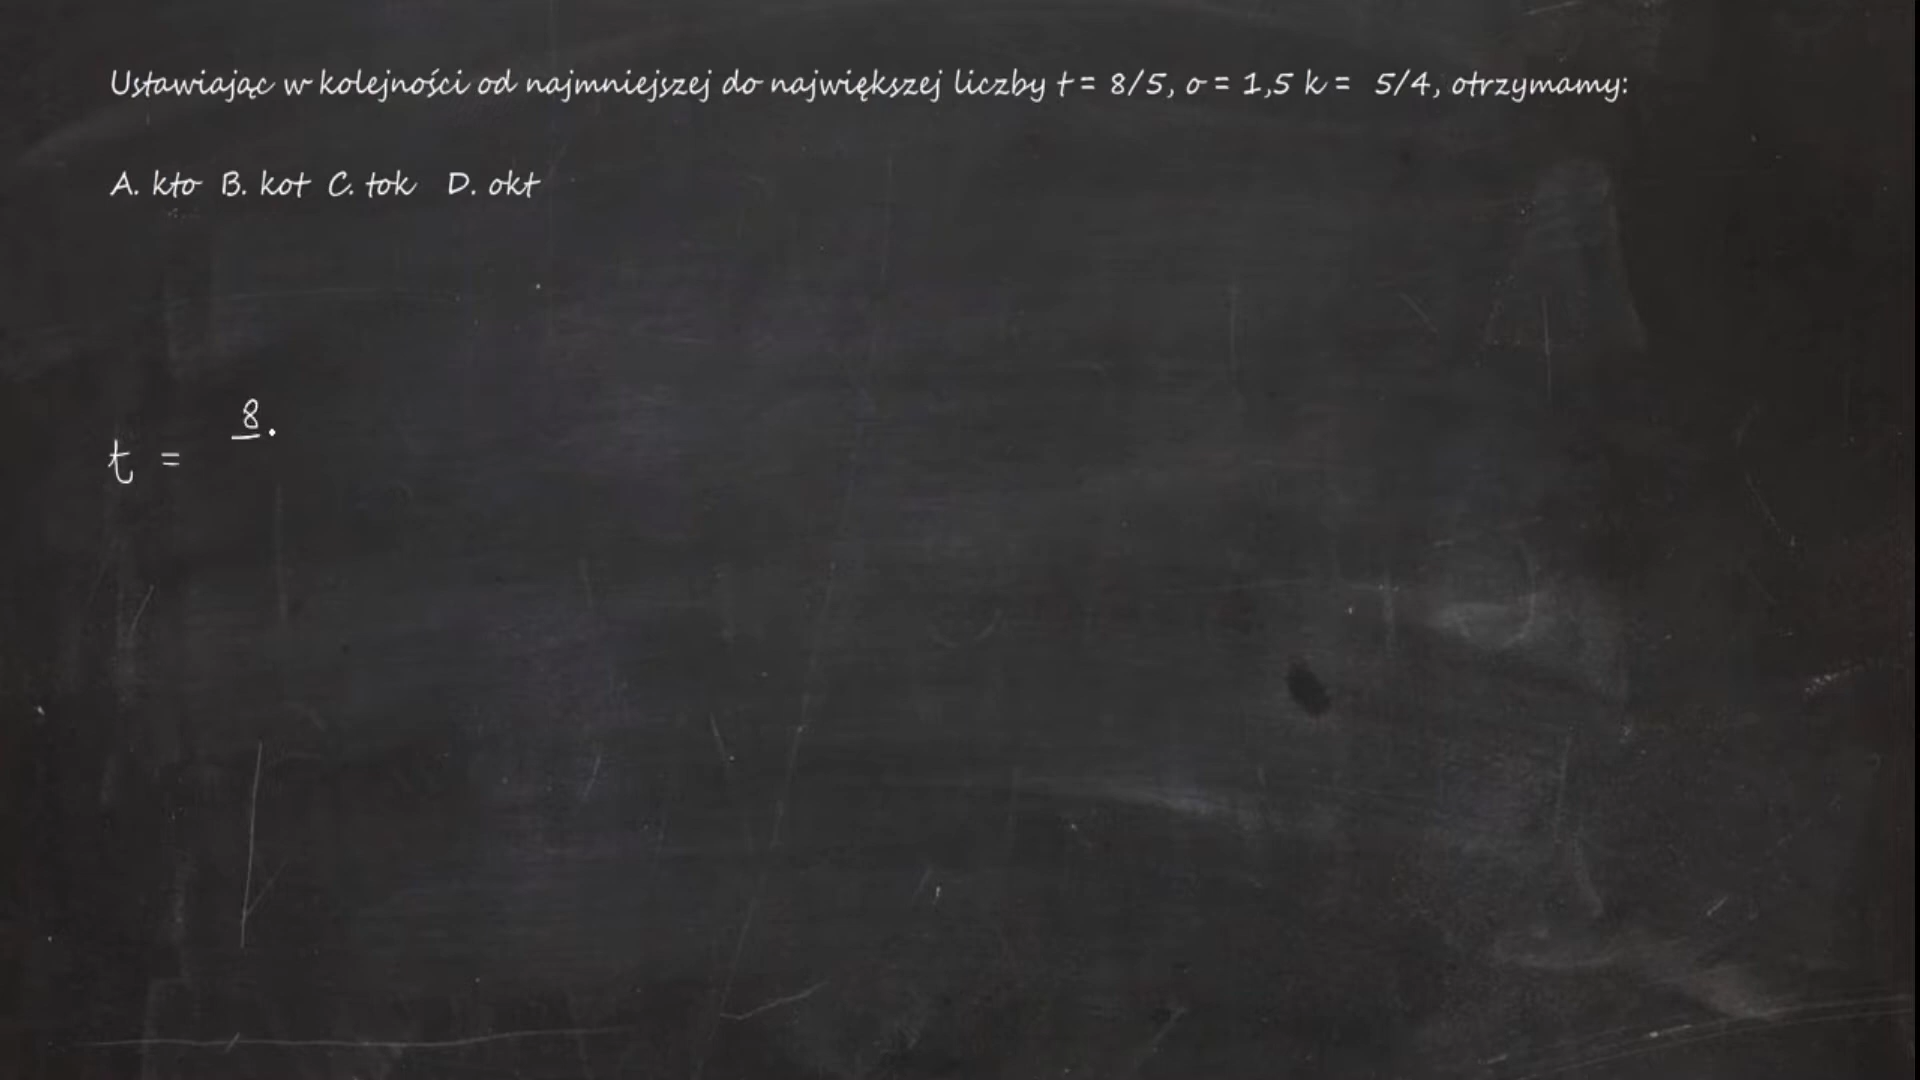 Ustawiając w kolejności od najmniejszej do największej liczby t = 8/5, o = 1,5 k = 5/4, otrzymamy:
A. kto B. kot C. tok D. okt
8
t =